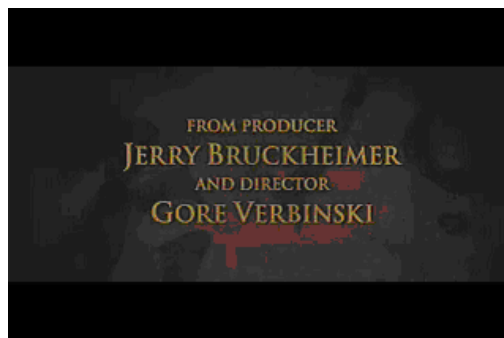 FROM PRODUCER
JERRY BRUCKHEIMER
AND DIRECTOR
GORE VERBINSKI